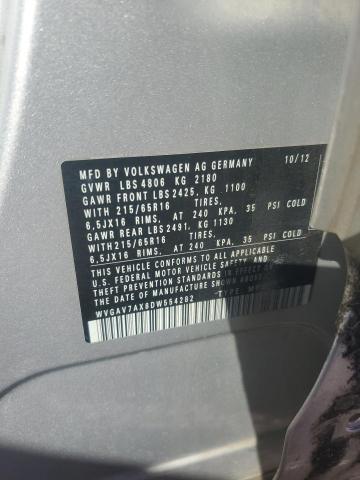 MFD BY VOLKSWAGEN AG GERMANY 10/12
GVWR LBS 4806 KG 2180
GAWR FRONT LBS 2425, KG 1100
WITH 215/65R16 TIRES,
6,5JX16 RIMS, AT 240 KPA, 35 PSI COLD
GAWR REAR LBS 2491, KG 1130
WITH 215/65R16 TIRES,
6,5JX16 RIMS, AT 240 KPA, 35 PSI COLD
THIS VEHICLE CONFORMS TO ALL APPLICABLE
U.S. FEDERAL MOTOR VEHICLE
SAFETY STANDARDS IN EFFECT ON
THE DATE OF MANUFACTURE SHOWN ABOVE.
WVGAV7AX8DW554282 TYPE